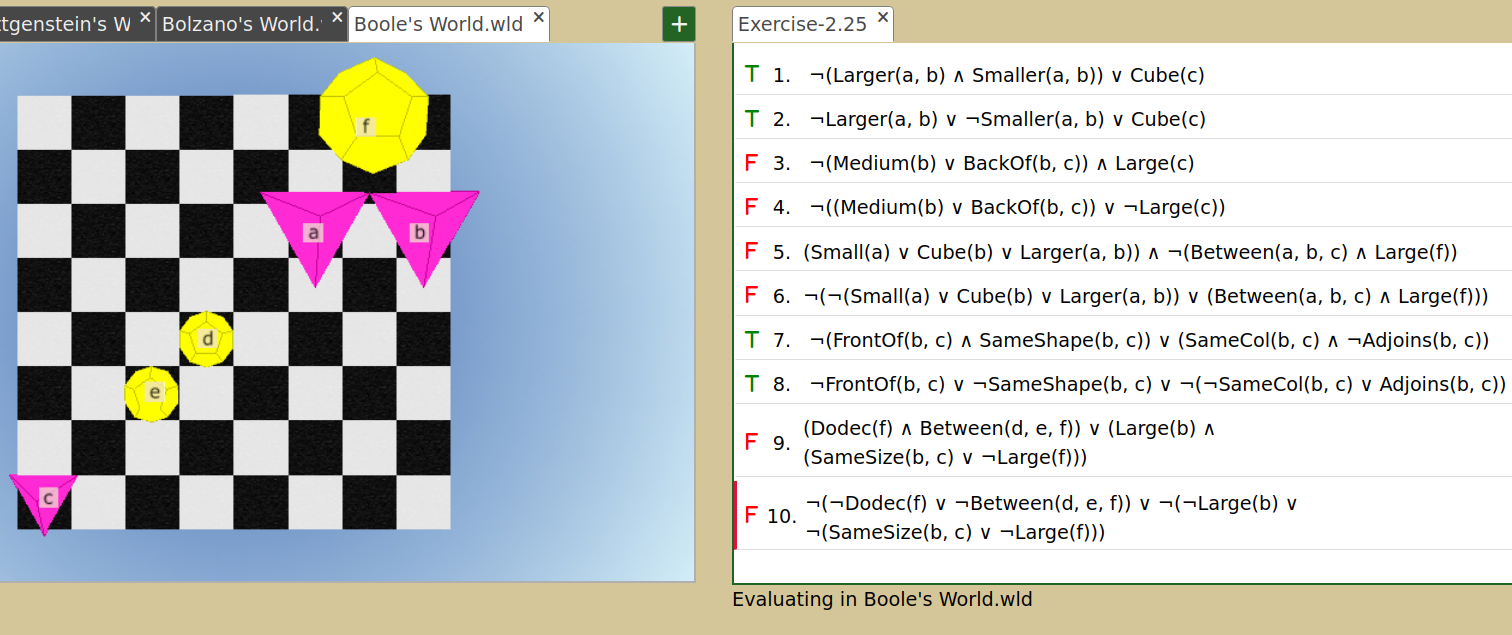 tgenstein's W × Bolzano's World. × Boole's World.wld × + Exercise-2.25 ×
f
a b
d
e
c
T 1. ¬(Larger(a, b) ∧ Smaller(a, b)) ∨ Cube(c)
T 2. ¬Larger(a, b) ∨ ¬Smaller(a, b) ∨ Cube(c)
F 3. ¬(Medium(b) ∨ BackOf(b, c)) ∧ Large(c)
F 4. ¬((Medium(b) ∨ BackOf(b, c)) ∨ ¬Large(c))
F 5. (Small(a) ∨ Cube(b) ∨ Larger(a, b)) ∧ ¬(Between(a, b, c) ∧ Large(f))
F 6. ¬(¬(Small(a) ∨ Cube(b) ∨ Larger(a, b)) ∨ (Between(a, b, c) ∧ Large(f)))
T 7. ¬(FrontOf(b, c) ∧ SameShape(b, c)) ∨ (SameCol(b, c) ∧ ¬Adjoins(b, c))
T 8. ¬FrontOf(b, c) ∨ ¬SameShape(b, c) ∨ ¬(¬SameCol(b, c) ∨ Adjoins(b, c))
F 9. (Dodec(f) ∧ Between(d, e, f)) ∨ (Large(b) ∧
(SameSize(b, c) ∨ ¬Large(f)))
F 10. ¬(¬Dodec(f) ∨ ¬Between(d, e, f)) ∨ ¬(¬Large(b) ∨
¬(SameSize(b, c) ∨ ¬Large(f)))
Evaluating in Boole's World.wld